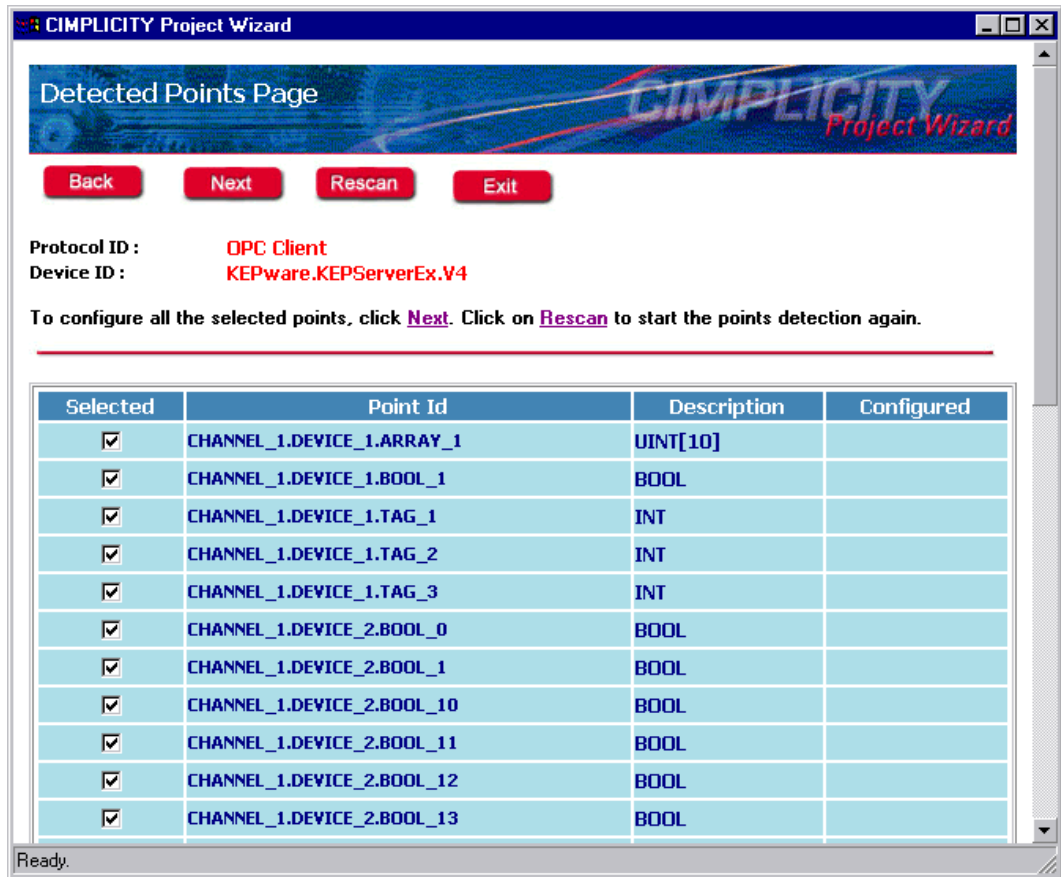 CIMPLICITY Project Wizard
Detected Points Page
CIMPLICITY
Project Wizard
Back Next Rescan Exit
Protocol ID : OPC Client
Device ID : KEPware.KEPServerEx.V4
To configure all the selected points, click Next. Click on Rescan to start the points detection again.
Selected Point Id Description Configured
CHANNEL_1.DEVICE_1.ARRAY_1 UINT[10]
CHANNEL_1.DEVICE_1.BOOL_1 BOOL
CHANNEL_1.DEVICE_1.TAG_1 INT
CHANNEL_1.DEVICE_1.TAG_2 INT
CHANNEL_1.DEVICE_1.TAG_3 INT
CHANNEL_1.DEVICE_2.BOOL_0 BOOL
CHANNEL_1.DEVICE_2.BOOL_1 BOOL
CHANNEL_1.DEVICE_2.BOOL_10 BOOL
CHANNEL_1.DEVICE_2.BOOL_11 BOOL
CHANNEL_1.DEVICE_2.BOOL_12 BOOL
CHANNEL_1.DEVICE_2.BOOL_13 BOOL
Ready.